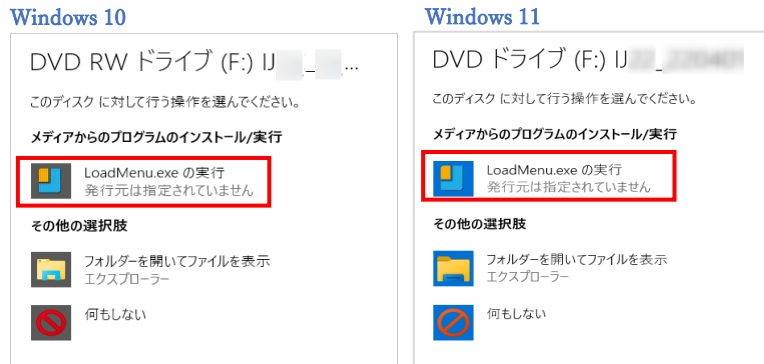 Windows 10
DVD RW ドライブ (F:) IJ _ ...
このディスク に対して行う操作を選んでください。
メディアからのプログラムのインストール/実行
LoadMenu.exe の実行
発行元は指定されていません
その他の選択肢
フォルダーを開いてファイルを表示
エクスプローラー
何もしない
Windows 11
DVD ドライブ (F:) IJ _
このディスク に対して行う操作を選んでください。
メディアからのプログラムのインストール/実行
LoadMenu.exe の実行
発行元は指定されていません
その他の選択肢
フォルダーを開いてファイルを表示
エクスプローラー
何もしない